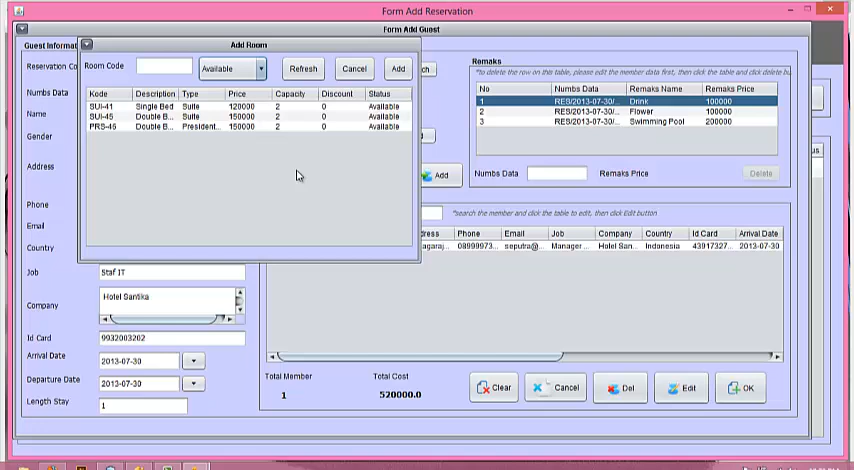 Form Add Reservation
Form Add Guest
Guest Informat
Add Room
Reservation Co
Room Code
Available
Refresh
Cancel
Add
Kode Description Type Price Capacity Discount Status
SUI-41 Single Bed Suite 120000 2 0 Available
SUI-45 Double B... Suite 150000 2 0 Available
PRS-46 Double B... President... 150000 2 0 Available
Remaks
*to delete the row on this table, please edit the member data first, then click the table and click delete bu
No Numbs Data Remaks Name Remaks Price
1 RES/2013-07-30/... Drink 100000
2 RES/2013-07-30/... Flower 100000
3 RES/2013-07-30/... Swimming Pool 200000
Add
Numbs Data
Remaks Price
Delete
*search the member and click the table to edit, then click Edit button
dress Phone Email Job Company Country Id Card Arrival Date
agaraj... 08999973... seputra@... Manager ... Hotel San... Indonesia 43917327... 2013-07-30
Numbs Data
Name
Gender
Address
Phone
Email
Country
Job Staf IT
Company Hotel Santika
Id Card 9932003202
Arrival Date 2013-07-30
Departure Date 2013-07-30
Length Stay 1
Total Member Total Cost
1 520000.0
Clear
Cancel
Del
Edit
OK